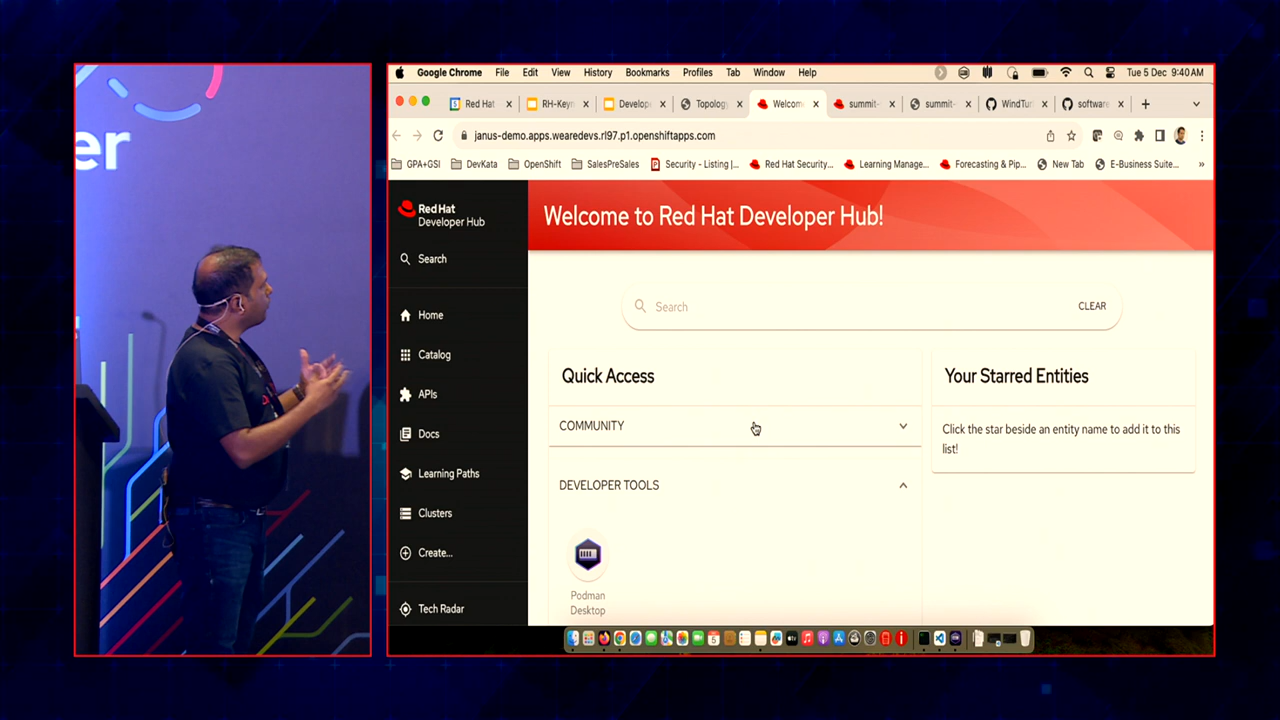 er
Google Chrome File Edit View History Bookmarks Profiles Tab Window Help
Tue 5 Dec 9:40 AM
Red Hat
RH-Keyn
Develop
Topology
Welcom
summit-
summit-
WindTur
software
janus-demo.apps.wearedevs.rl97.p1.openshiftapps.com
GPA+GSI
DevKata
OpenShift
SalesPreSales
Security - Listing |...
Red Hat Security...
Learning Manage...
Forecasting & Pip...
New Tab
E-Business Suite...
Red Hat
Developer Hub
Search
Home
Catalog
APIs
Docs
Learning Paths
Clusters
Create...
Tech Radar
Welcome to Red Hat Developer Hub!
Search
CLEAR
Quick Access
COMMUNITY
DEVELOPER TOOLS
Podman
Desktop
Your Starred Entities
Click the star beside an entity name to add it to this
list!